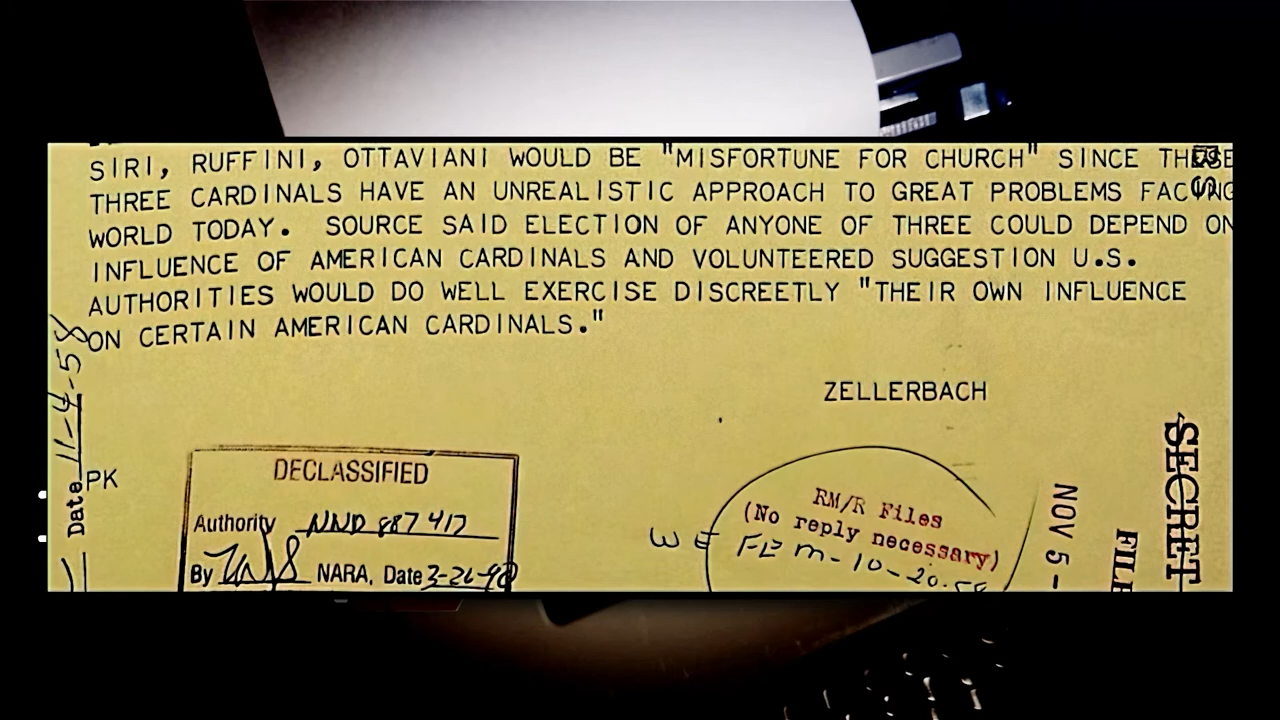 SIRI, RUFFINI, OTTAVIANI WOULD BE "MISFORTUNE FOR CHURCH" SINCE THESE
THREE CARDINALS HAVE AN UNREALISTIC APPROACH TO GREAT PROBLEMS FACING
WORLD TODAY. SOURCE SAID ELECTION OF ANYONE OF THREE COULD DEPEND ON
INFLUENCE OF AMERICAN CARDINALS AND VOLUNTEERED SUGGESTION U.S.
AUTHORITIES WOULD DO WELL EXERCISE DISCREETLY "THEIR OWN INFLUENCE
ON CERTAIN AMERICAN CARDINALS."
ZELLERBACH
Date 11-4-58
PK
DECLASSIFIED
Authority NND 887417
By NARA, Date 3-26-90
RM/R Files
(No reply necessary)
NOV 5 -
SECRET